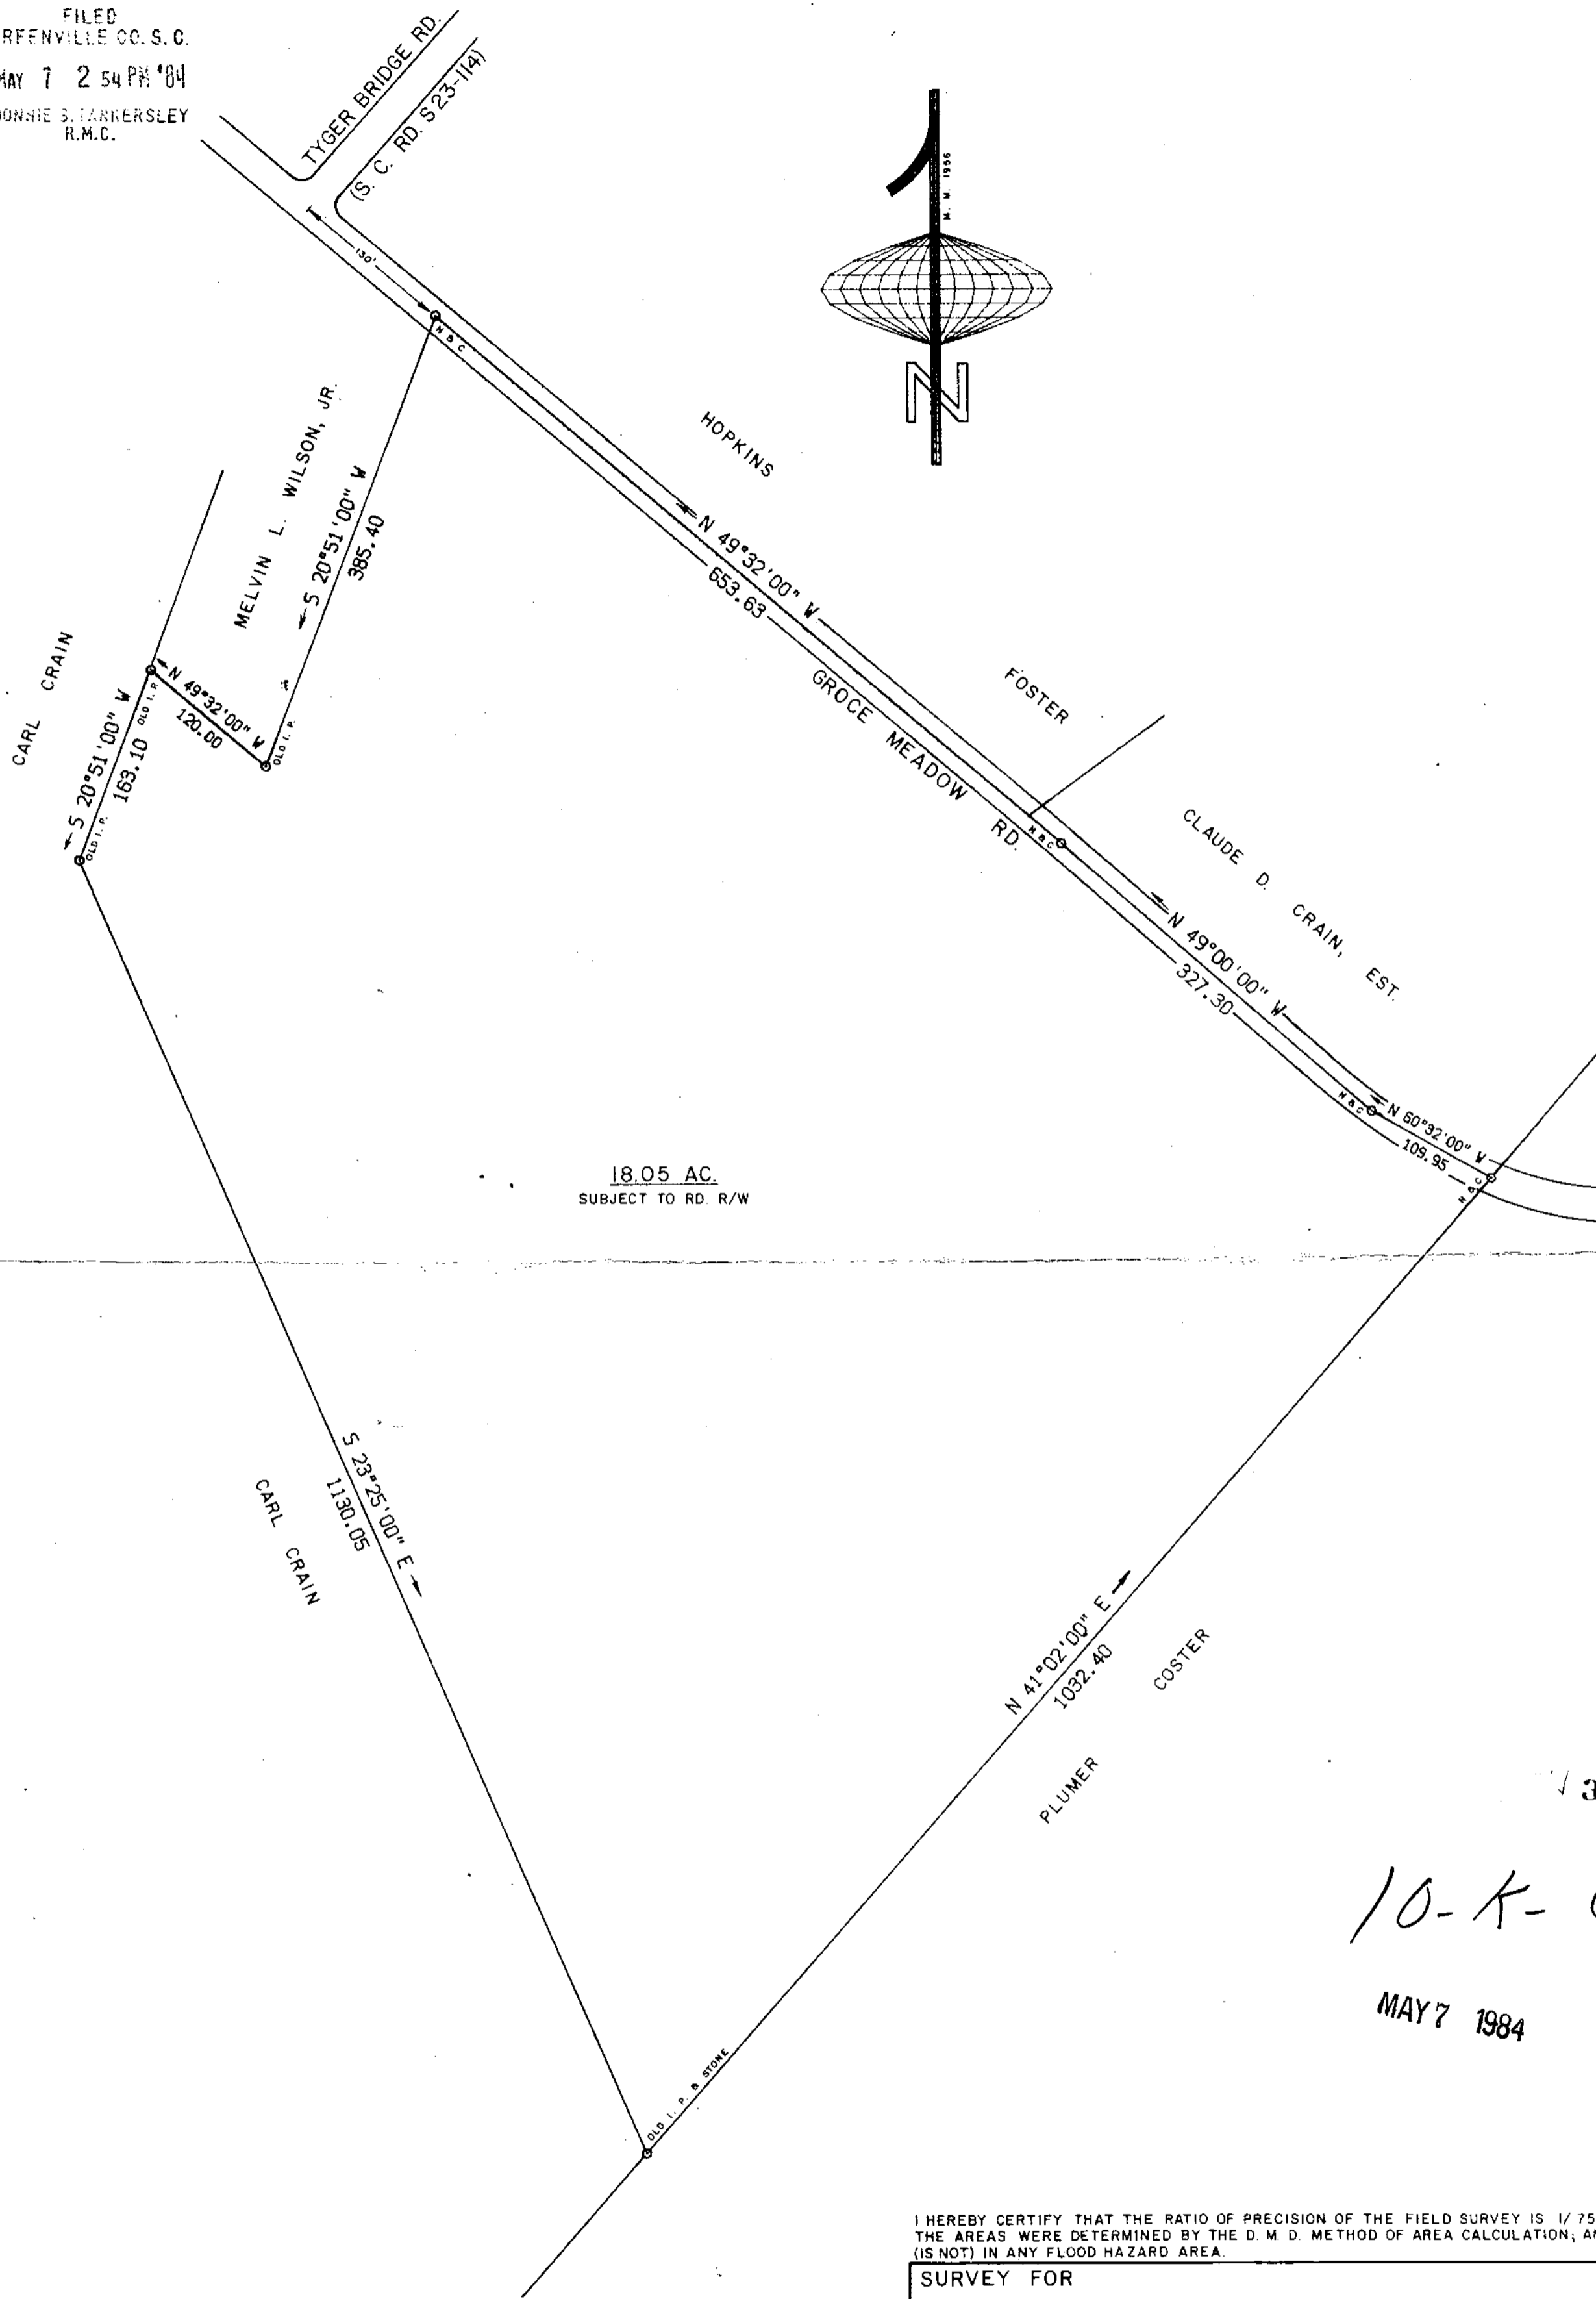 FILED
REENVILLE CO. S. C.
MAY 7 2 54 PM '84
DONNIE S. TANKERSLEY
R.M.C.
TYGER BRIDGE RD.
(S. C. RD. S 23-114)
M. M. 1956
N
130'
N & C
HOPKINS
MELVIN L. WILSON, JR.
S 20°51'00" W
385.40
N 49°32'00" W
653.63
CARL CRAIN
N 49°32'00" W
120.00
OLD I. P.
OLD I. P.
S 20°51'00" W
163.10
OLD I. P.
FOSTER
GROCE MEADOW RD.
N & C
CLAUDE D. CRAIN, EST.
N 49°00'00" W
327.30
N & C
N 60°32'00" W
109.95
N & C
18.05 AC.
SUBJECT TO RD. R/W
S 23°25'00" E
1130.05
CARL CRAIN
N 41°02'00" E
1032.40
PLUMER COSTER
3
10-K-
MAY 7 1984
OLD I. P. & STONE
I HEREBY CERTIFY THAT THE RATIO OF PRECISION OF THE FIELD SURVEY IS 1/75
THE AREAS WERE DETERMINED BY THE D. M. D. METHOD OF AREA CALCULATION;
(IS NOT) IN ANY FLOOD HAZARD AREA.
SURVEY FOR